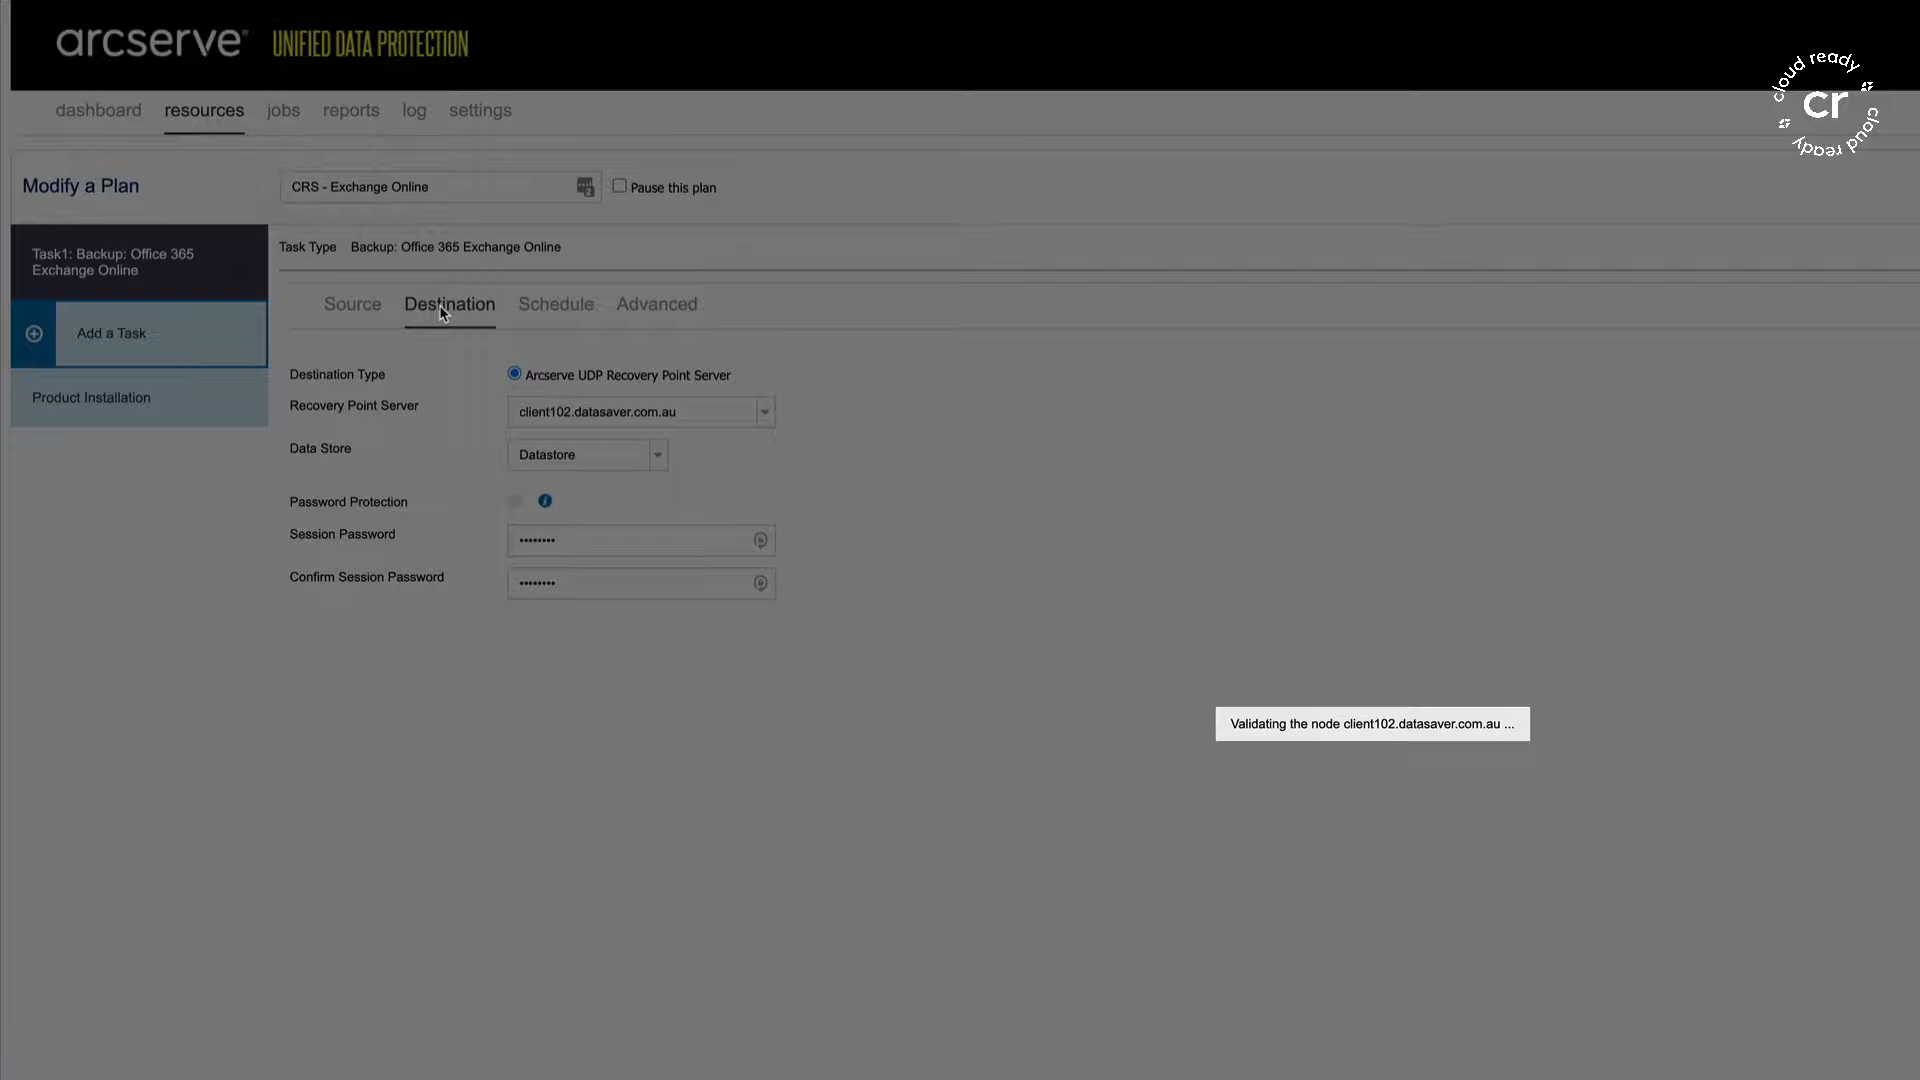 arcserve® UNIFIED DATA PROTECTION
cloud ready
cr
cloud ready
dashboard resources jobs reports log settings
Modify a Plan
CRS - Exchange Online
Pause this plan
Task1: Backup: Office 365
Exchange Online
Add a Task
Product Installation
Task Type Backup: Office 365 Exchange Online
Source Destination Schedule Advanced
Destination Type Arcserve UDP Recovery Point Server
Recovery Point Server client102.datasaver.com.au
Data Store Datastore
Password Protection
Session Password ••••••••
Confirm Session Password ••••••••
Validating the node client102.datasaver.com.au ...